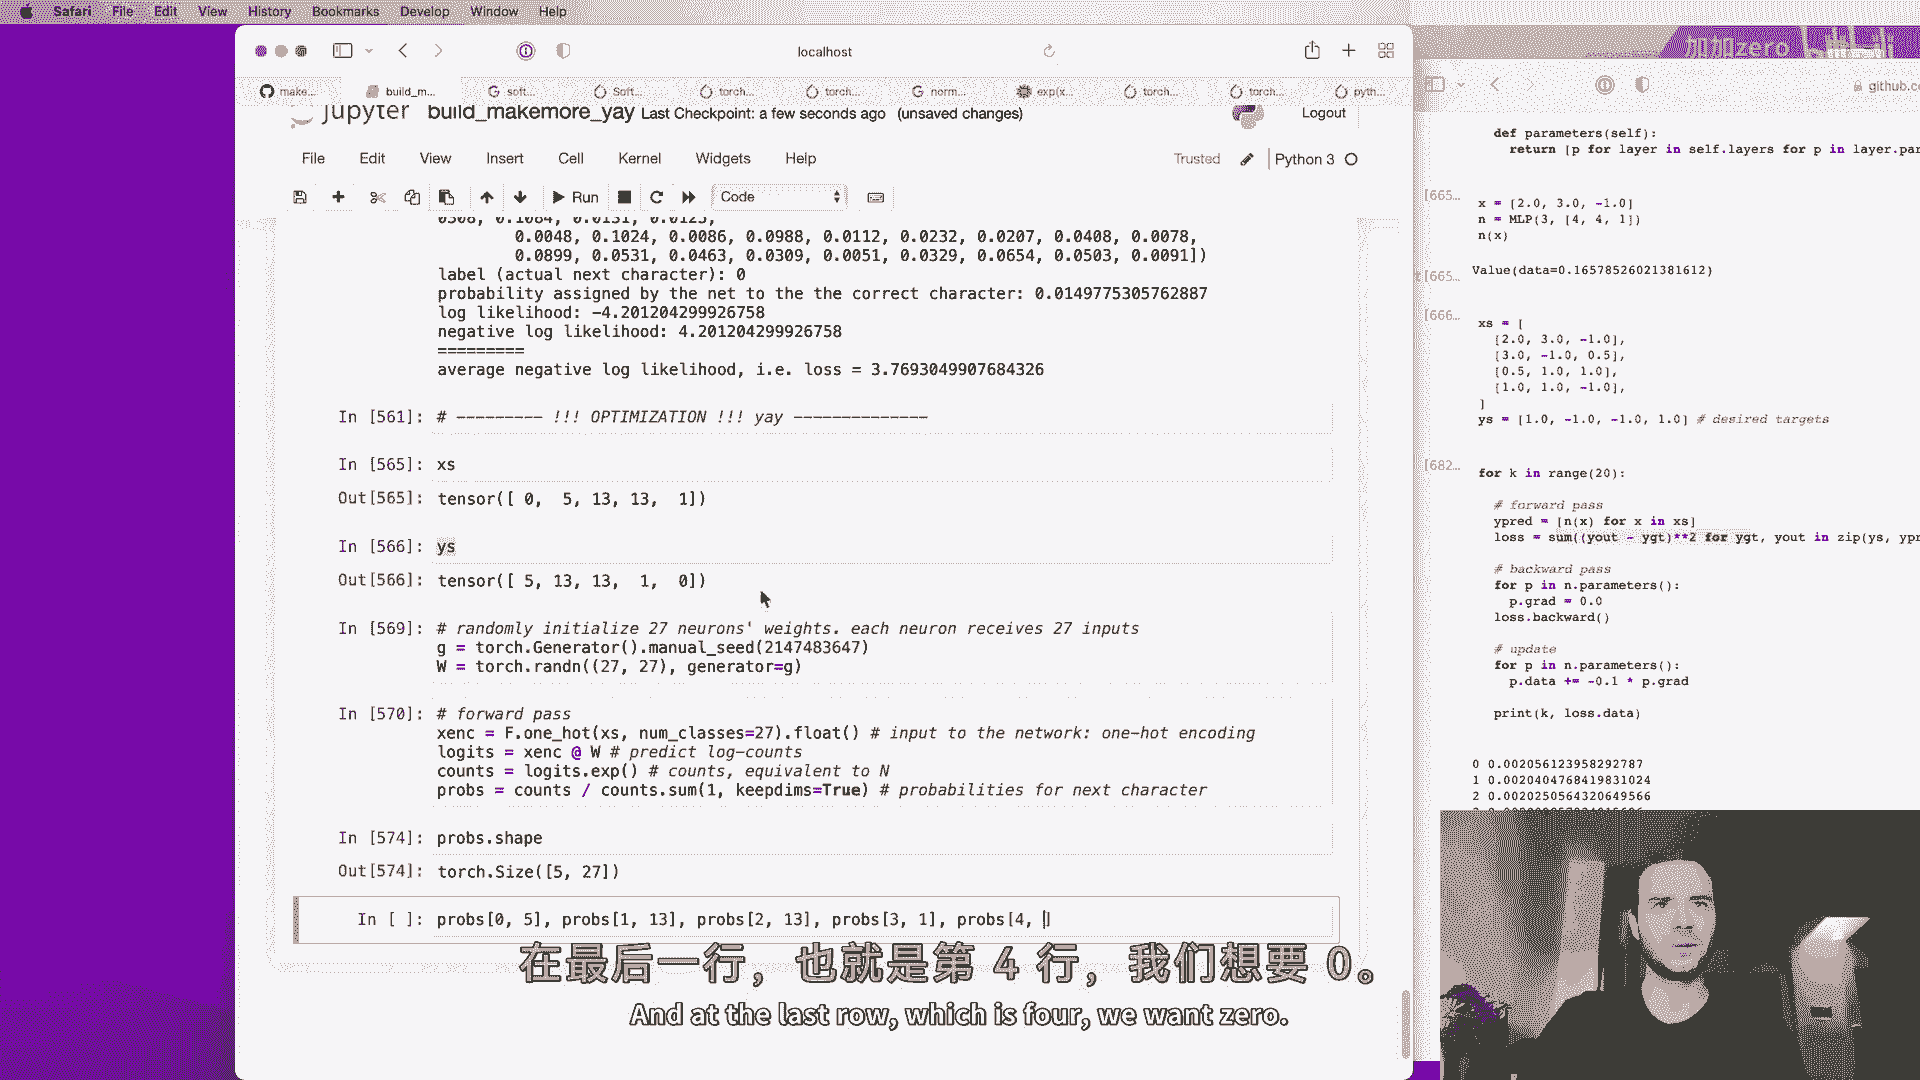 Safari File Edit View History Bookmarks Develop Window Help
localhost
make... build_m... soft... Soft... torch... torch... norm... exp(x... torch... torch... pyth...
jupyter build_makemore_yay Last Checkpoint: a few seconds ago (unsaved changes)
Logout
File Edit View Insert Cell Kernel Widgets Help
Trusted Python 3
Run Code
0508, 0.1084, 0.0131, 0.0125,
0.0048, 0.1024, 0.0086, 0.0988, 0.0112, 0.0232, 0.0207, 0.0408, 0.0078,
0.0899, 0.0531, 0.0463, 0.0309, 0.0051, 0.0329, 0.0654, 0.0503, 0.0091])
label (actual next character): 0
probability assigned by the net to the the correct character: 0.0149775305762887
log likelihood: -4.201204299926758
negative log likelihood: 4.201204299926758
=========
average negative log likelihood, i.e. loss = 3.7693049907684326
In [561]: # --------- !!! OPTIMIZATION !!! yay --------------
In [565]: xs
Out[565]: tensor([ 0, 5, 13, 13, 1])
In [566]: ys
Out[566]: tensor([ 5, 13, 13, 1, 0])
In [569]: # randomly initialize 27 neurons' weights. each neuron receives 27 inputs
g = torch.Generator().manual_seed(2147483647)
W = torch.randn((27, 27), generator=g)
In [570]: # forward pass
xenc = F.one_hot(xs, num_classes=27).float() # input to the network: one-hot encoding
logits = xenc @ W # predict log-counts
counts = logits.exp() # counts, equivalent to N
probs = counts / counts.sum(1, keepdims=True) # probabilities for next character
In [574]: probs.shape
Out[574]: torch.Size([5, 27])
In [ ]: probs[0, 5], probs[1, 13], probs[2, 13], probs[3, 1], probs[4, ]
加加zero
github.co
def parameters(self):
return [p for layer in self.layers for p in layer.par
[665...
x = [2.0, 3.0, -1.0]
n = MLP(3, [4, 4, 1])
n(x)
t[665...
Value(data=0.16578526021381612)
[666...
xs = [
[2.0, 3.0, -1.0],
[3.0, -1.0, 0.5],
[0.5, 1.0, 1.0],
[1.0, 1.0, -1.0],
]
ys = [1.0, -1.0, -1.0, 1.0] # desired targets
[682...
for k in range(20):
# forward pass
ypred = [n(x) for x in xs]
loss = sum((yout - ygt)**2 for ygt, yout in zip(ys, ypr
# backward pass
for p in n.parameters():
p.grad = 0.0
loss.backward()
# update
for p in n.parameters():
p.data += -0.1 * p.grad
print(k, loss.data)
0 0.002056123958292787
1 0.0020404768419831024
2 0.0020250564320649566
在最后一行，也就是第 4 行，我们想要 0。
And at the last row, which is four, we want zero.